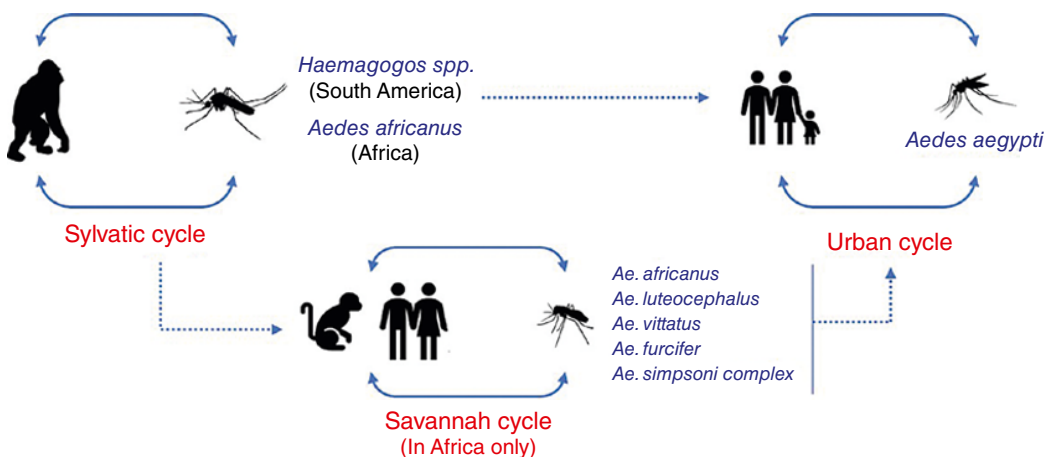 Haemagogos spp.
(South America)
Aedes africanus
(Africa)
Aedes aegypti
Sylvatic cycle
Urban cycle
Ae. africanus
Ae. luteocephalus
Ae. vittatus
Ae. furcifer
Ae. simpsoni complex
Savannah cycle
(In Africa only)